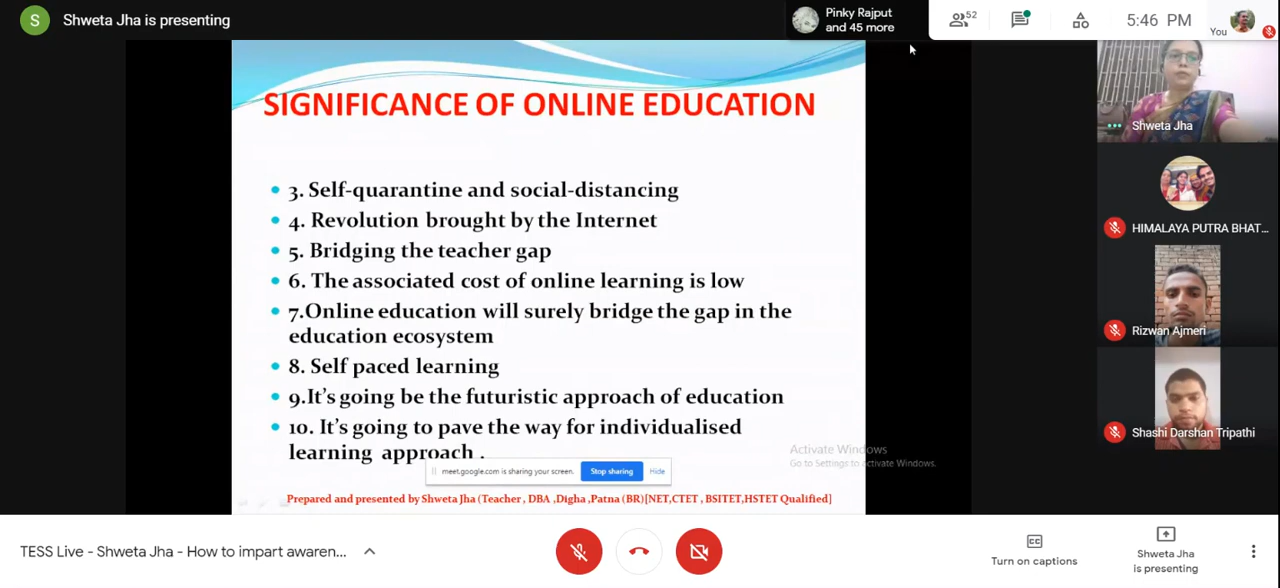 S
Shweta Jha is presenting
Pinky Rajput
and 45 more
52
5:46 PM
You
SIGNIFICANCE OF ONLINE EDUCATION
3. Self-quarantine and social-distancing
4. Revolution brought by the Internet
5. Bridging the teacher gap
6. The associated cost of online learning is low
7.Online education will surely bridge the gap in the
education ecosystem
8. Self paced learning
9.It's going be the futuristic approach of education
10. It's going to pave the way for individualised
learning approach .
meet.google.com is sharing your screen.
Stop sharing
Hide
Prepared and presented by Shweta Jha (Teacher , DBA ,Digha ,Patna (BR)[NET,CTET , BSITET,HSTET Qualified]
Activate Windows
Go to Settings to activate Windows.
Shweta Jha
HIMALAYA PUTRA BHAT...
Rizwan Ajmeri
Shashi Darshan Tripathi
TESS Live - Shweta Jha - How to impart awaren...
CC
Turn on captions
Shweta Jha
is presenting